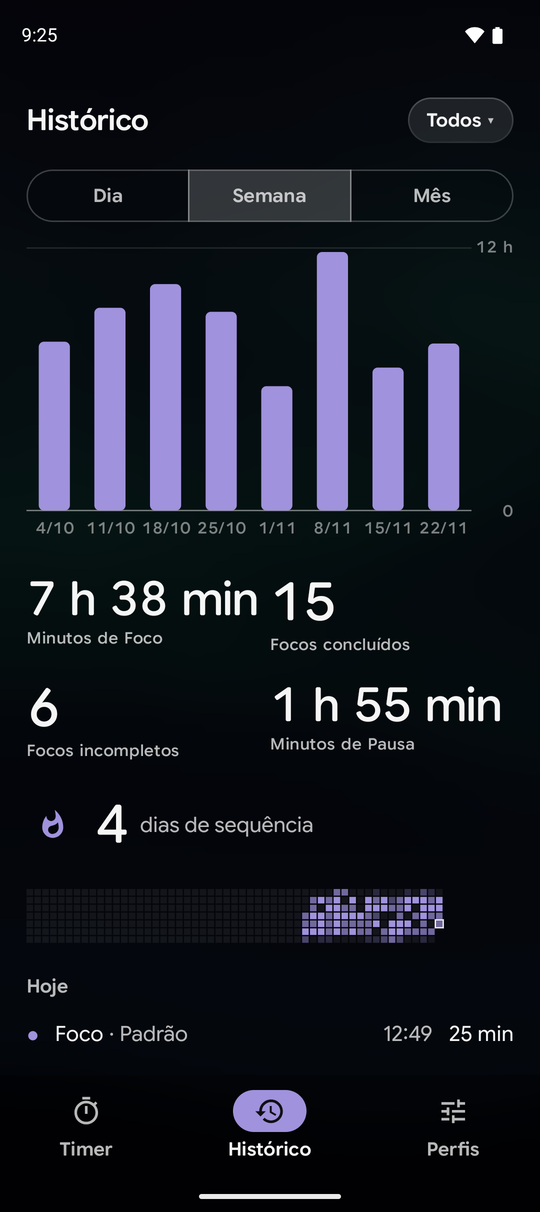 9:25
Histórico
Todos ▾
Dia Semana Mês
12 h
0
4/10 11/10 18/10 25/10 1/11 8/11 15/11 22/11
7 h 38 min 15
Minutos de Foco Focos concluídos
6 1 h 55 min
Focos incompletos Minutos de Pausa
4 dias de sequência
Hoje
Foco · Padrão 12:49 25 min
Timer Histórico Perfis